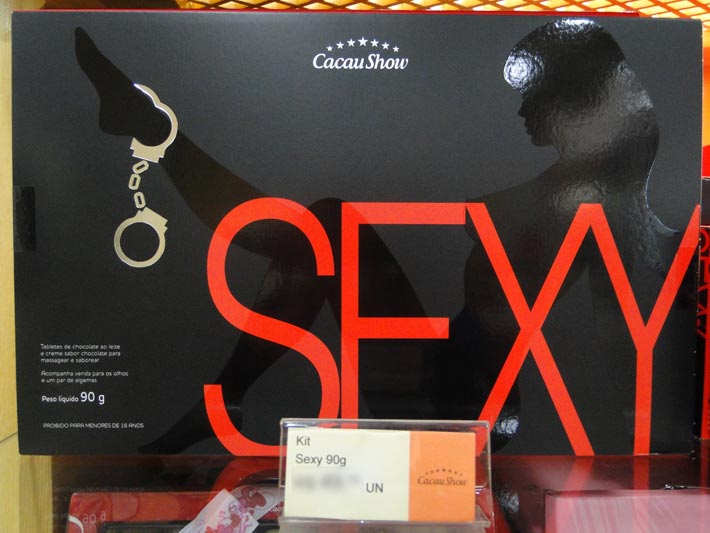 Cacau Show
SEXY
Tabletes de chocolate ao leite
e creme sabor chocolate para
massagear e saborear
Acompanha venda para os olhos
e um par de algemas
Peso líquido 90 g
PROIBIDO PARA MENORES DE 18 ANOS
Kit
Sexy 90g
UN
Cacau Show
SEXY